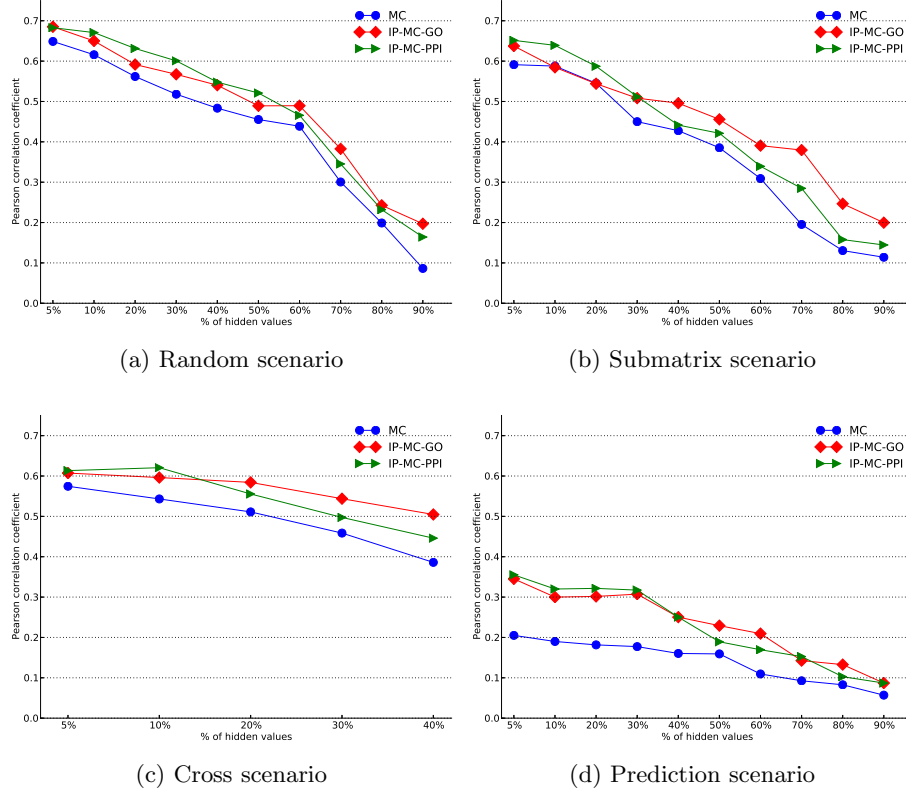 MC
IP-MC-GO
IP-MC-PPI
Pearson correlation coefficient
0.7
0.6
0.5
0.4
0.3
0.2
0.1
0.0
5% 10% 20% 30% 40% 50% 60% 70% 80% 90%
% of hidden values
(a) Random scenario
MC
IP-MC-GO
IP-MC-PPI
Pearson correlation coefficient
0.7
0.6
0.5
0.4
0.3
0.2
0.1
0.0
5% 10% 20% 30% 40% 50% 60% 70% 80% 90%
% of hidden values
(b) Submatrix scenario
MC
IP-MC-GO
IP-MC-PPI
Pearson correlation coefficient
0.7
0.6
0.5
0.4
0.3
0.2
0.1
0.0
5% 10% 20% 30% 40%
% of hidden values
(c) Cross scenario
MC
IP-MC-GO
IP-MC-PPI
Pearson correlation coefficient
0.7
0.6
0.5
0.4
0.3
0.2
0.1
0.0
5% 10% 20% 30% 40% 50% 60% 70% 80% 90%
% of hidden values
(d) Prediction scenario